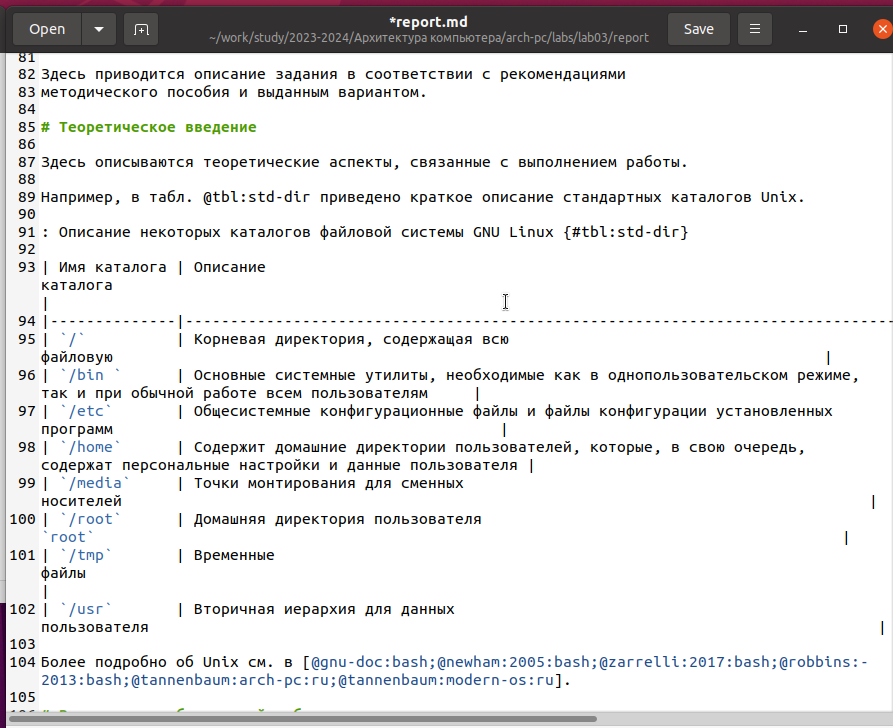 *report.md
Open
~/work/study/2023-2024/Архитектура компьютера/arch-pc/labs/lab03/report
Save
81
82 Здесь приводится описание задания в соответствии с рекомендациями
83 методического пособия и выданным вариантом.
84
85 # Теоретическое введение
86
87 Здесь описываются теоретические аспекты, связанные с выполнением работы.
88
89 Например, в табл. @tbl:std-dir приведено краткое описание стандартных каталогов Unix.
90
91 : Описание некоторых каталогов файловой системы GNU Linux {#tbl:std-dir}
92
93 | Имя каталога | Описание
каталога
|
94 |--------------|--------------------------------------------------------------------------------
95 | `/` | Корневая директория, содержащая всю
файловую |
96 | `/bin ` | Основные системные утилиты, необходимые как в однопользовательском режиме,
так и при обычной работе всем пользователям |
97 | `/etc` | Общесистемные конфигурационные файлы и файлы конфигурации установленных
программ |
98 | `/home` | Содержит домашние директории пользователей, которые, в свою очередь,
содержат персональные настройки и данные пользователя |
99 | `/media` | Точки монтирования для сменных
носителей |
100 | `/root` | Домашняя директория пользователя
`root` |
101 | `/tmp` | Временные
файлы
|
102 | `/usr` | Вторичная иерархия для данных
пользователя |
103
104 Более подробно об Unix см. в [@gnu-doc:bash;@newham:2005:bash;@zarrelli:2017:bash;@robbins:-
2013:bash;@tannenbaum:arch-pc:ru;@tannenbaum:modern-os:ru].
105